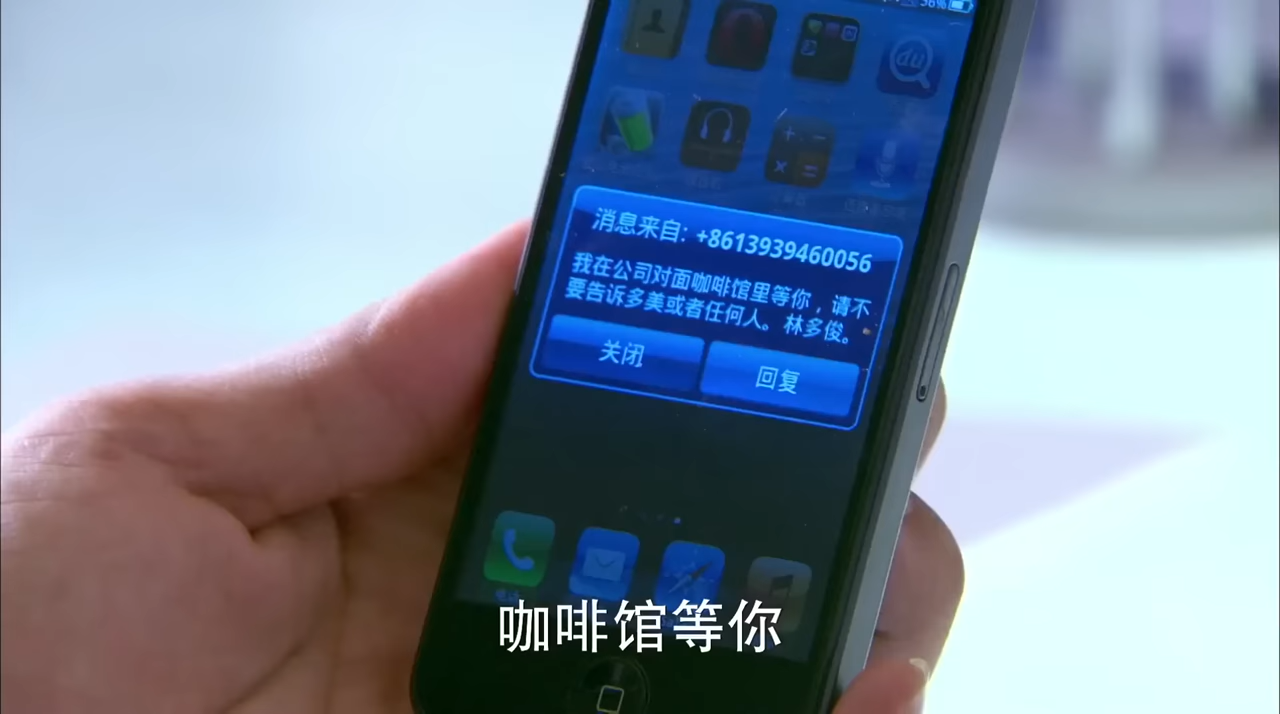 56%
du
消息来自: +8613939460056
我在公司对面咖啡馆里等你，请不
要告诉多美或者任何人。林多俊。
关闭
回复
咖啡馆等你